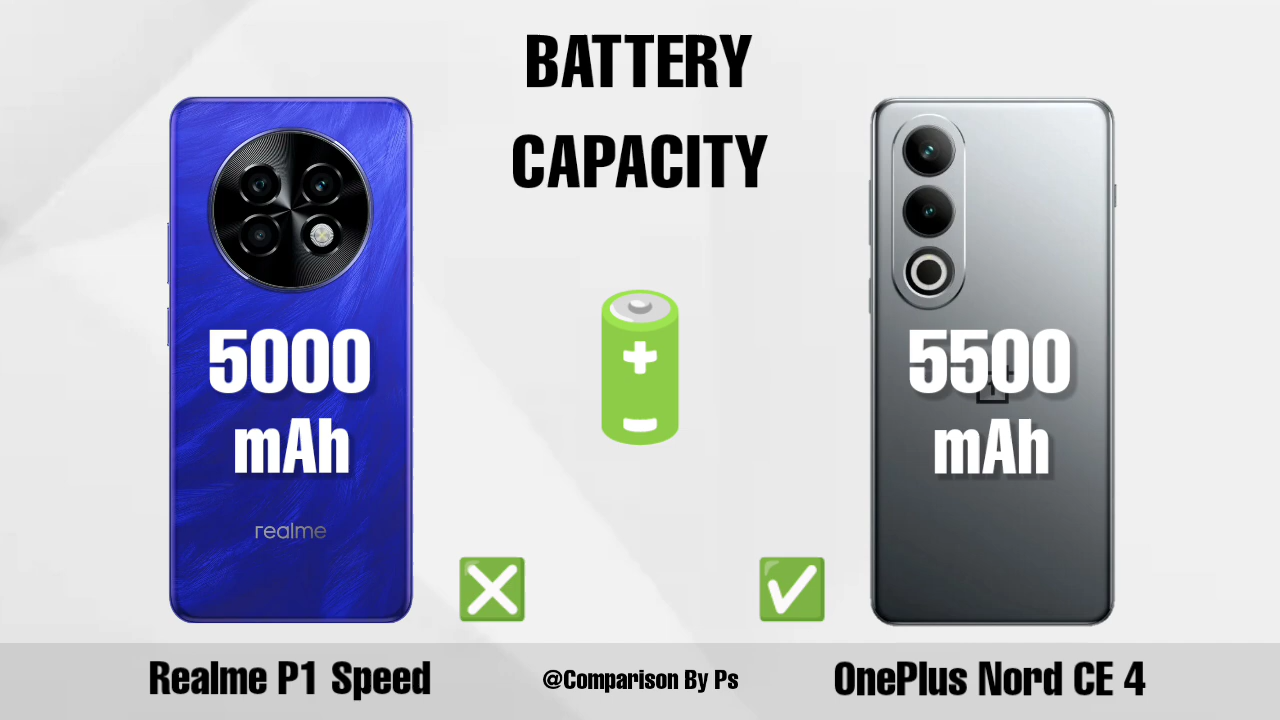 BATTERY
CAPACITY
5000
mAh
realme
5500
mAh
Realme P1 Speed
@Comparison By Ps
OnePlus Nord CE 4